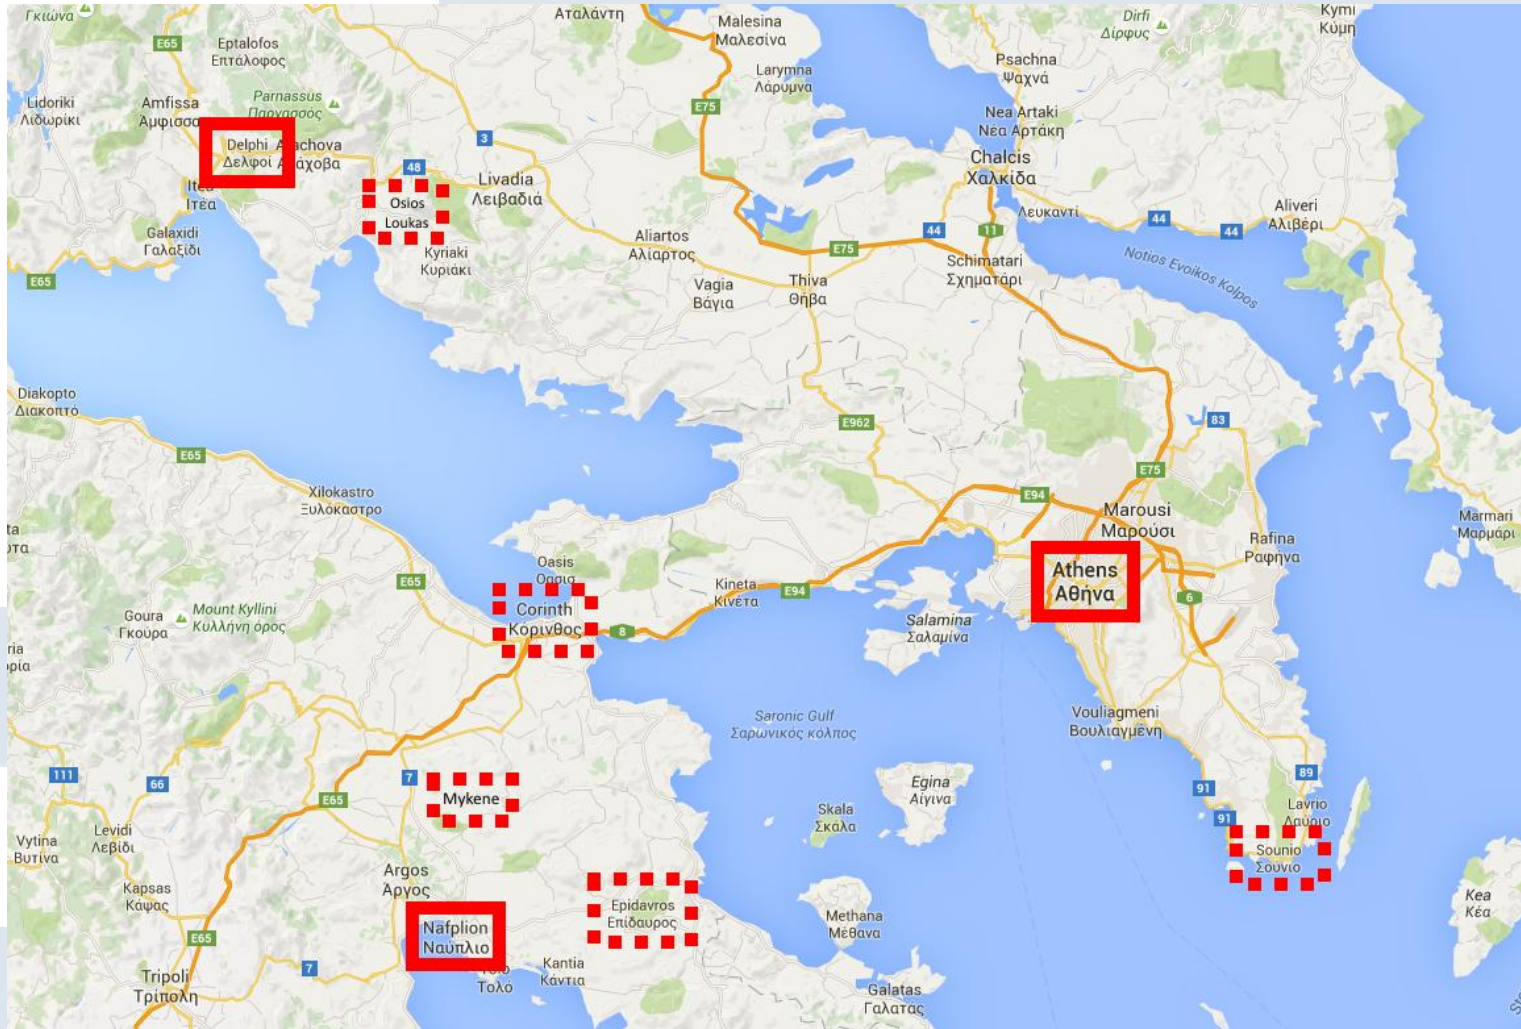 Γκιώνα
E65
Eptalofos
Επτάλοφος
Αταλάντη
Malesina
Μαλεσίνα
Dirfi
Δίρφυς
Kymi
Κύμη
Psachna
Ψαχνά
Larymna
Λάρυμνα
Lidoriki
Λιδωρίκι
Amfissa
Άμφισσα
Parnassus
Παρνασσός
E75
Nea Artaki
Νέα Αρτάκη
3
Delphi
Δελφοί
48
Livadia
Λειβαδιά
Chalcis
Χαλκίδα
Itea
Ιτέα
Osios
Loukas
Λευκαντί
44
44
Aliveri
Αλιβέρι
Galaxidi
Γαλαξίδι
Kyriaki
Κυριάκι
Aliartos
Αλίαρτος
E75
44
11
Schimatari
Σχηματάρι
Notios Evoikos Kolpos
E65
Vagia
Βάγια
Thiva
Θήβα
Diakopto
Διακοπτό
E962
83
E65
E75
Xilokastro
Ξυλόκαστρο
E94
Marousi
Μαρούσι
Marmari
Μαρμάρι
Rafina
Ραφήνα
Oasis
Οασις
E65
Kineta
Κινέτα
E94
Athens
Αθήνα
6
Goura
Γκούρα
Mount Kyllini
Κυλλήνη όρος
Corinth
Κόρινθος
8
Salamina
Σαλαμίνα
Saronic Gulf
Σαρωνικός κόλπος
Vouliagmeni
Βουλιαγμένη
111
66
7
E65
Mykene
Egina
Αίγινα
89
91
Skala
Σκάλα
Lavrio
Λαύριο
91
Vytina
Βυτίνα
Levidi
Λεβίδι
Sounio
Σούνιο
Argos
Άργος
Kapsas
Κάψας
Epidavros
Επίδαυρος
Methana
Μέθανα
Kea
Κέα
Nafplion
Ναύπλιο
E65
7
Tripoli
Τρίπολη
Τολό
Kantia
Κάντια
Galatas
Γαλατας